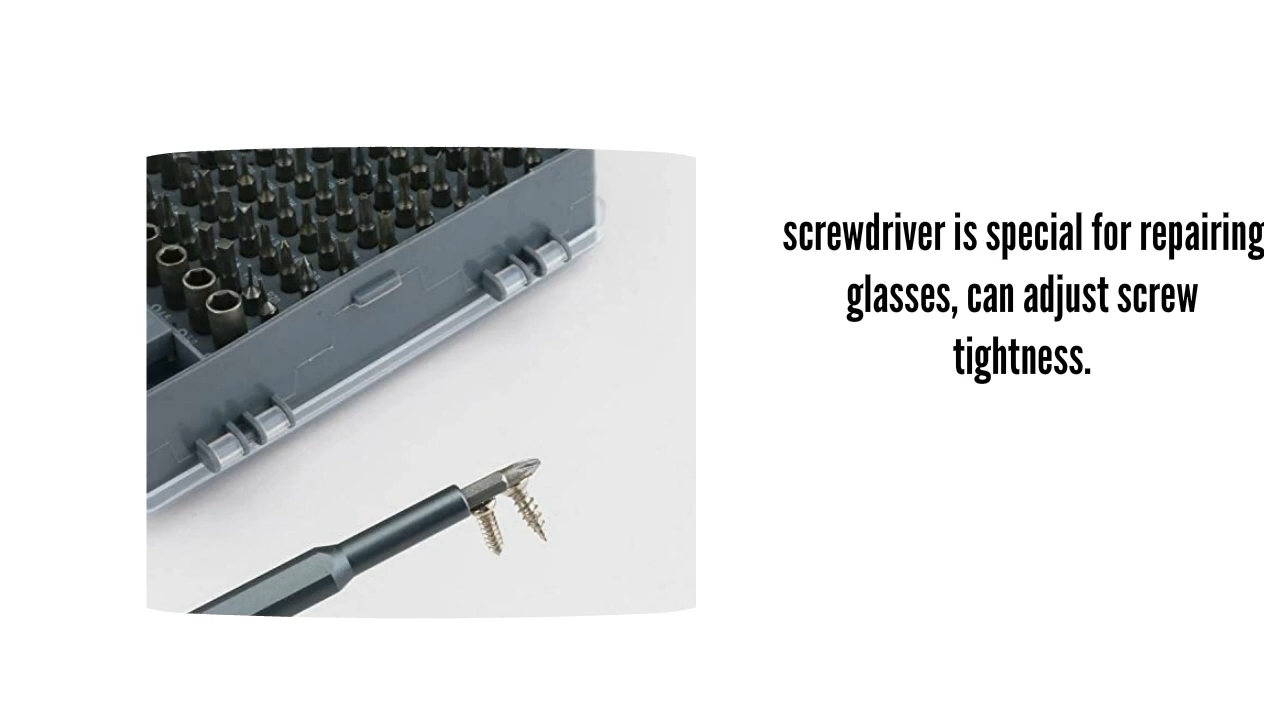 screwdriver is special for repairing
glasses, can adjust screw
tightness.